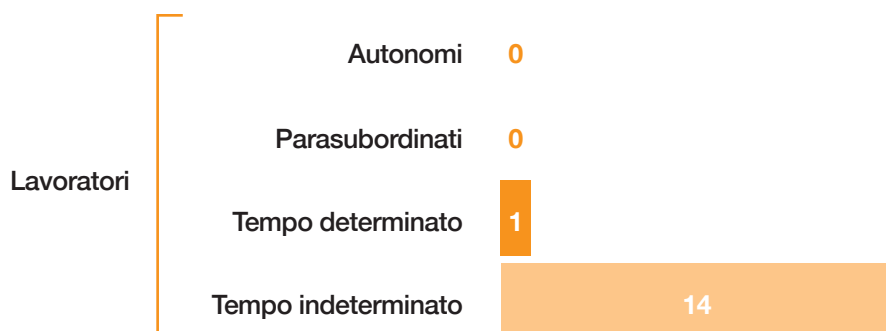 Lavoratori
Autonomi 0
Parasubordinati 0
Tempo determinato 1
Tempo indeterminato 14